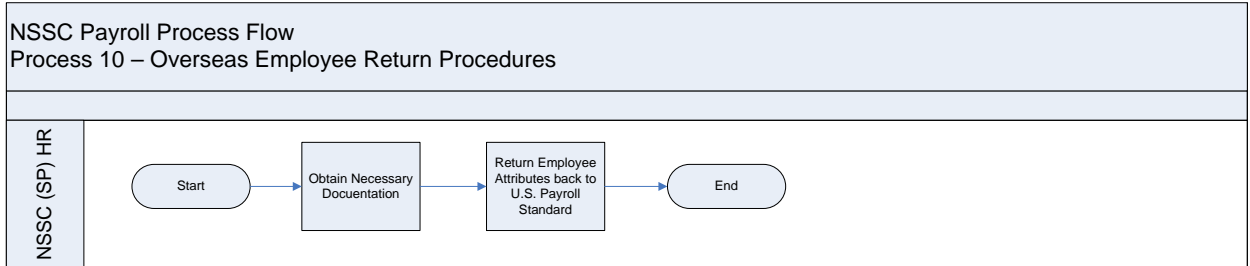 NSSC Payroll Process Flow
Process 10 – Overseas Employee Return Procedures
NSSC (SP) HR
Start
Obtain Necessary
Docuentation
Return Employee
Attributes back to
U.S. Payroll
Standard
End